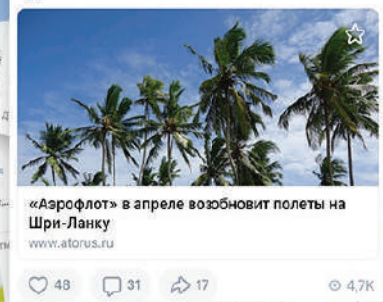 «Аэрофлот» в апреле возобновит полеты на
Шри-Ланку
www.atorus.ru
48 31 17 4,7K